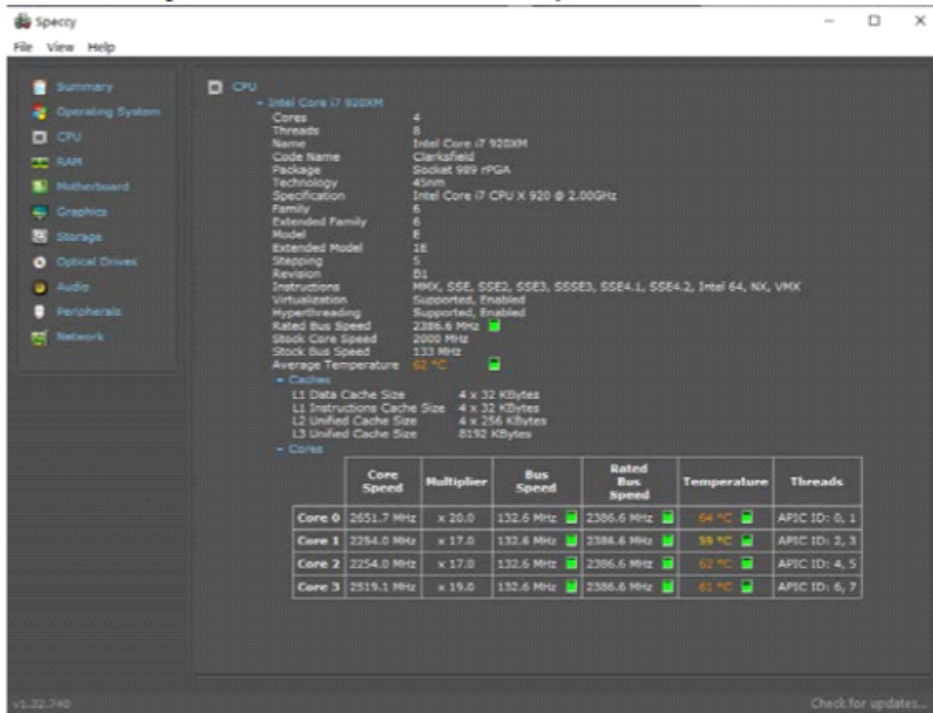 Speccy
File View Help
Summary
Operating System
CPU
RAM
Motherboard
Graphics
Storage
Optical Drives
Audio
Peripherals
Network
CPU
Intel Core i7 920XM
Cores 4
Threads 8
Name Intel Core i7 920XM
Code Name Clarksfield
Package Socket 989 rPGA
Technology 45nm
Specification Intel Core i7 CPU X 920 @ 2.00GHz
Family 6
Extended Family 6
Model E
Extended Model 1E
Stepping 5
Revision B1
Instructions MMX, SSE, SSE2, SSE3, SSSE3, SSE4.1, SSE4.2, Intel 64, NX, VMX
Virtualization Supported, Enabled
Hyperthreading Supported, Enabled
Rated Bus Speed 2386.6 MHz
Stock Core Speed 2000 MHz
Stock Bus Speed 133 MHz
Average Temperature 62 °C
Caches
L1 Data Cache Size 4 x 32 KBytes
L1 Instructions Cache Size 4 x 32 KBytes
L2 Unified Cache Size 4 x 256 KBytes
L3 Unified Cache Size 8192 KBytes
Cores
Core Speed Multiplier Bus Speed Rated Bus Speed Temperature Threads
Core 0 2651.7 MHz x 20.0 132.6 MHz 2386.6 MHz 64 °C APIC ID: 0, 1
Core 1 2254.0 MHz x 17.0 132.6 MHz 2386.6 MHz 59 °C APIC ID: 2, 3
Core 2 2254.0 MHz x 17.0 132.6 MHz 2386.6 MHz 62 °C APIC ID: 4, 5
Core 3 2519.1 MHz x 19.0 132.6 MHz 2386.6 MHz 61 °C APIC ID: 6, 7
v1.32.740
Check for updates...